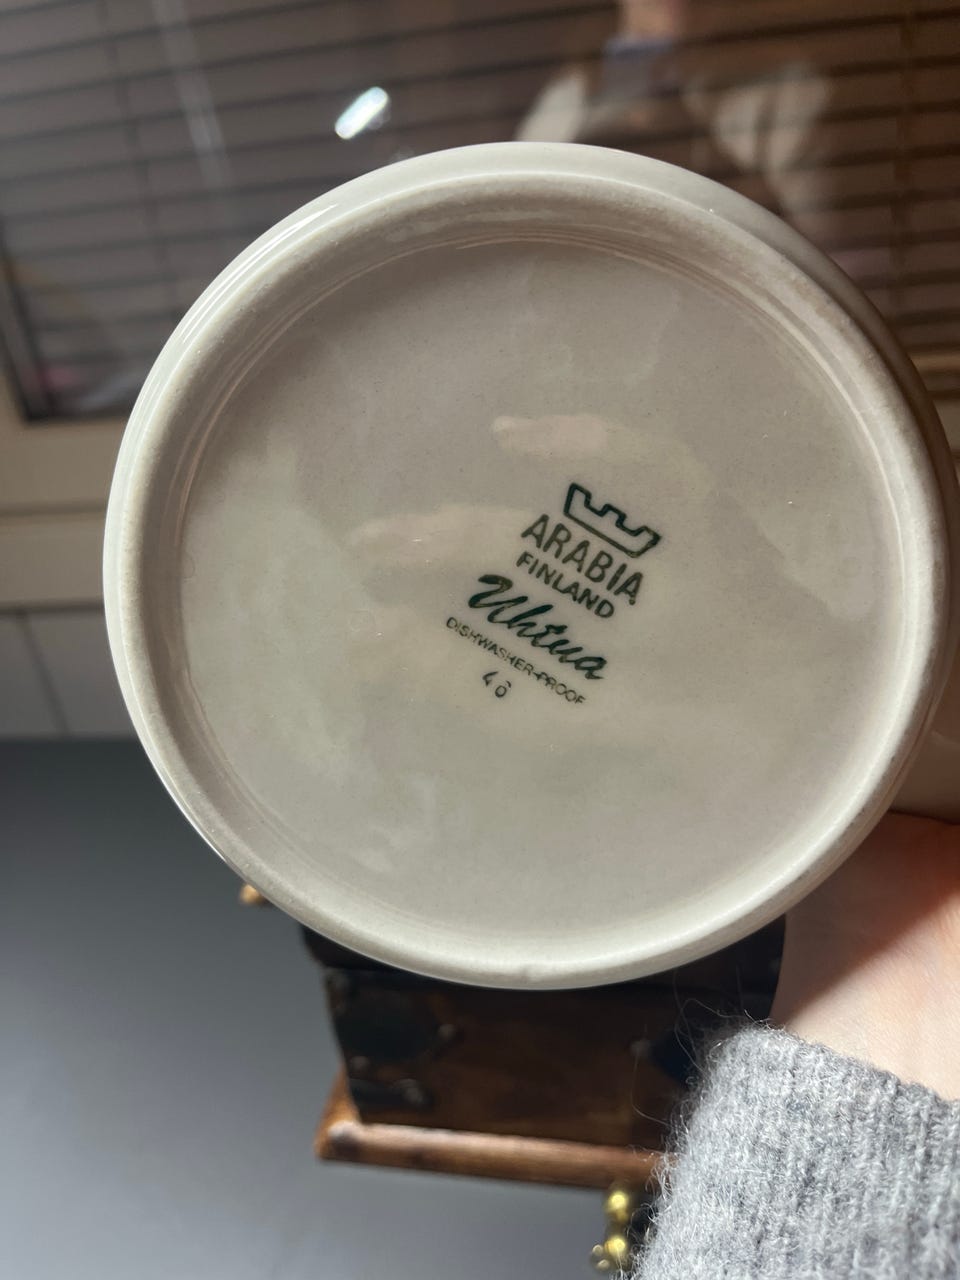 ARABIA
FINLAND
Uhtua
DISHWASHER-PROOF
46